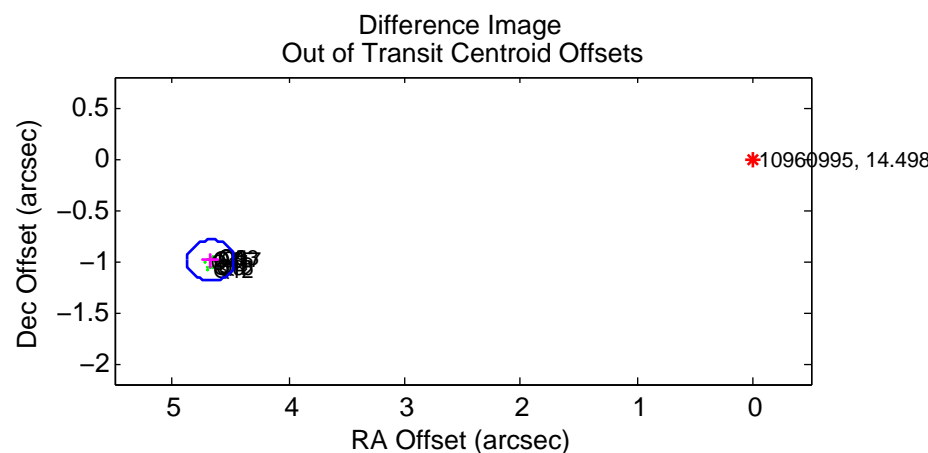 Difference Image
Out of Transit Centroid Offsets
0.5
0
−0.5
−1
−1.5
−2
Dec Offset (arcsec)
10960995, 14.498
5 4 3 2 1 0
RA Offset (arcsec)